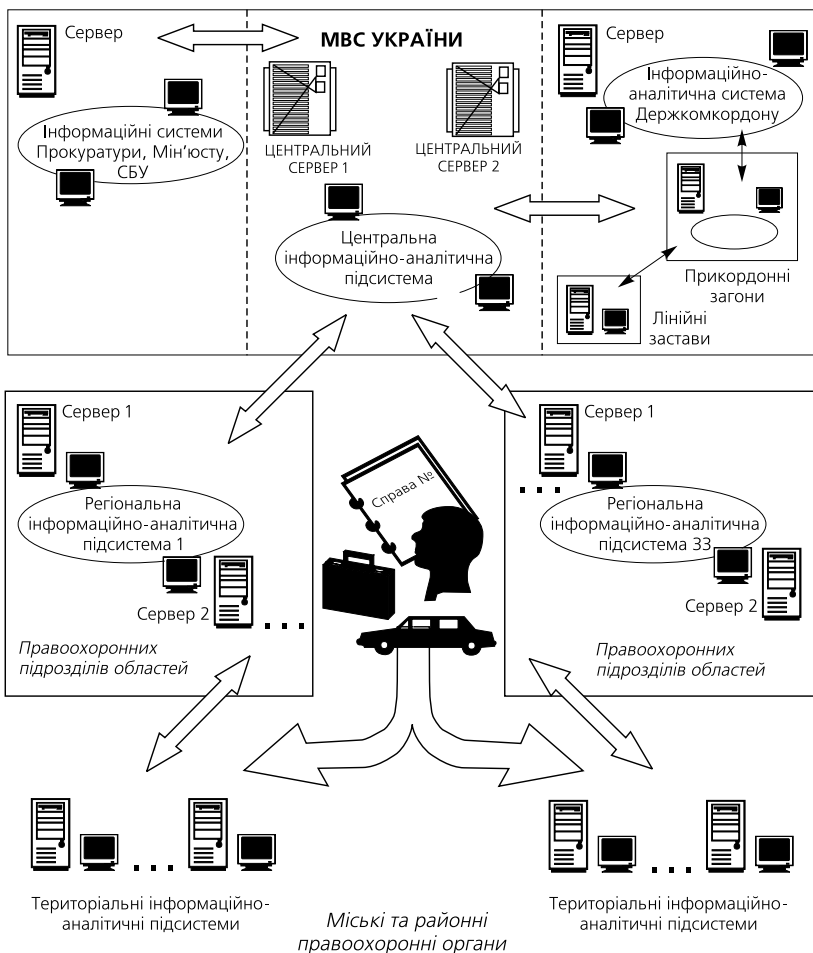 Сервер
МВС УКРАЇНИ
Сервер
Інформаційні системи
Прокуратури, Мін’юсту,
СБУ
ЦЕНТРАЛЬНИЙ
СЕРВЕР 1
ЦЕНТРАЛЬНИЙ
СЕРВЕР 2
Інформаційно-
аналітична система
Держкомкордону
Центральна
інформаційно-аналітична
підсистема
Прикордонні
загони
Лінійні
застави
Сервер 1
Регіональна
інформаційно-аналітична
підсистема 1
Сервер 2
...
Правоохоронних
підрозділів областей
Справа №
Сервер 1
...
Регіональна
інформаційно-аналітична
підсистема 33
Сервер 2
Правоохоронних
підрозділів областей
...
Територіальні інформаційно-
аналітичні підсистеми
Міські та районні
правоохоронні органи
...
Територіальні інформаційно-
аналітичні підсистеми